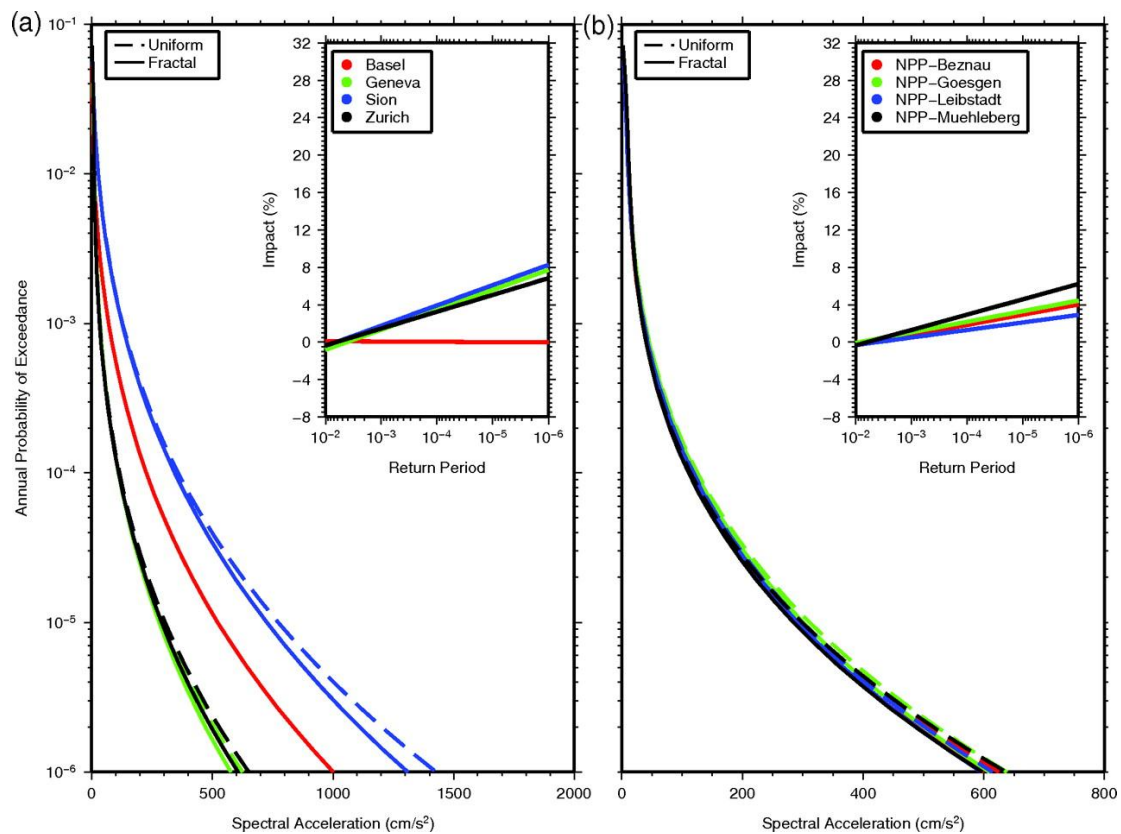 (a)
Uniform
Fractal
32
28
24
20
16
12
8
4
0
−4
−8
Impact (%)
Basel
Geneva
Sion
Zurich
10⁻² 10⁻³ 10⁻⁴ 10⁻⁵ 10⁻⁶
Return Period
10⁻¹
10⁻²
10⁻³
10⁻⁴
10⁻⁵
10⁻⁶
Annual Probability of Exceedance
0 500 1000 1500 2000
Spectral Acceleration (cm/s²)
(b)
Uniform
Fractal
32
28
24
20
16
12
8
4
0
−4
−8
Impact (%)
NPP−Beznau
NPP−Goesgen
NPP−Leibstadt
NPP−Muehleberg
10⁻² 10⁻³ 10⁻⁴ 10⁻⁵ 10⁻⁶
Return Period
0 200 400 600 800
Spectral Acceleration (cm/s²)